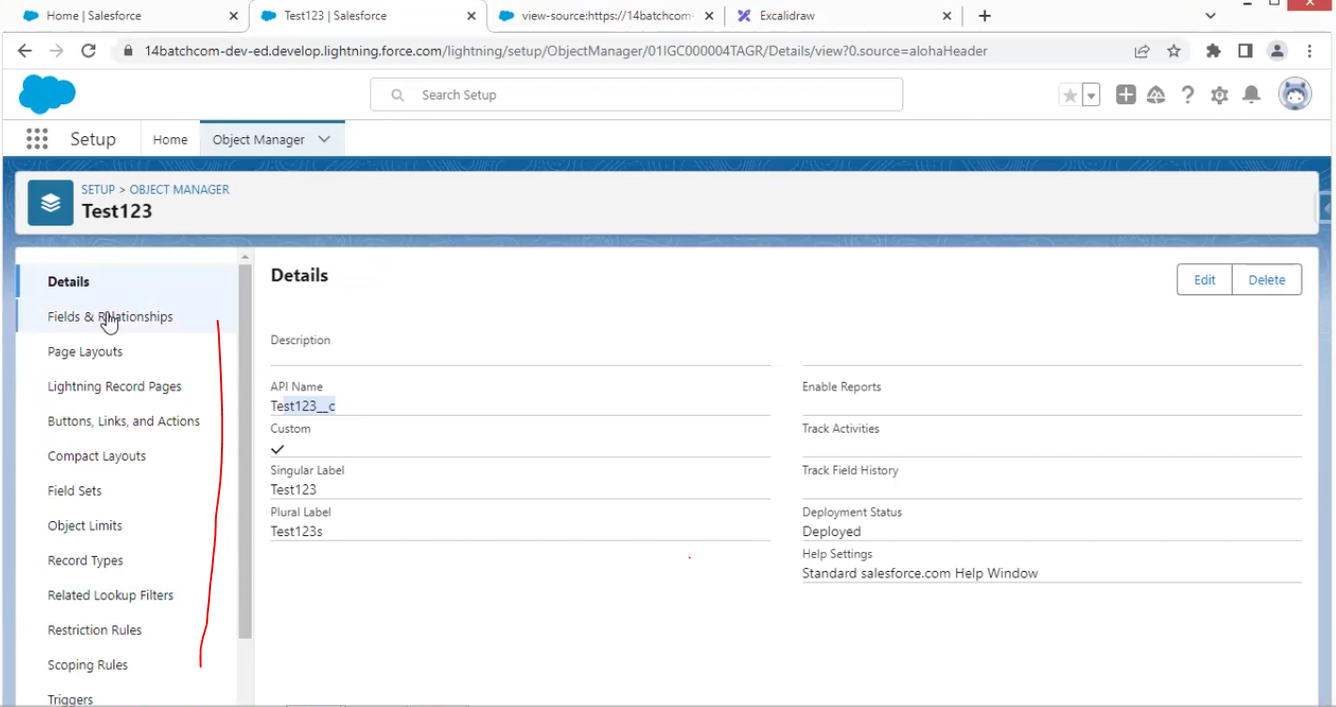 Home | Salesforce
Test123 | Salesforce
view-source:https://14batchcom-
Excalidraw
14batchcom-dev-ed.develop.lightning.force.com/lightning/setup/ObjectManager/01IGC000004TAGR/Details/view?0.source=alohaHeader
Search Setup
Setup
Home
Object Manager
SETUP > OBJECT MANAGER
Test123
Details
Fields & Relationships
Page Layouts
Lightning Record Pages
Buttons, Links, and Actions
Compact Layouts
Field Sets
Object Limits
Record Types
Related Lookup Filters
Restriction Rules
Scoping Rules
Triggers
Details
Edit
Delete
Description
API Name
Test123__c
Custom
Singular Label
Test123
Plural Label
Test123s
Enable Reports
Track Activities
Track Field History
Deployment Status
Deployed
Help Settings
Standard salesforce.com Help Window